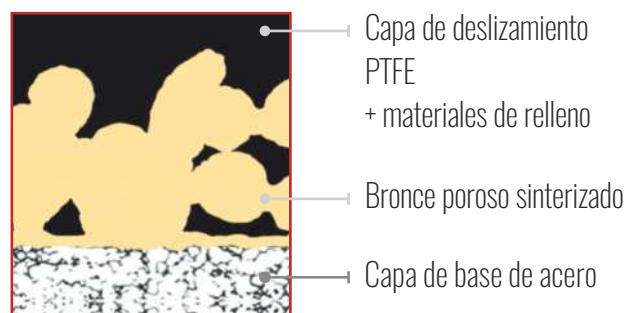 Capa de deslizamiento
PTFE
+ materiales de relleno
Bronce poroso sinterizado
Capa de base de acero